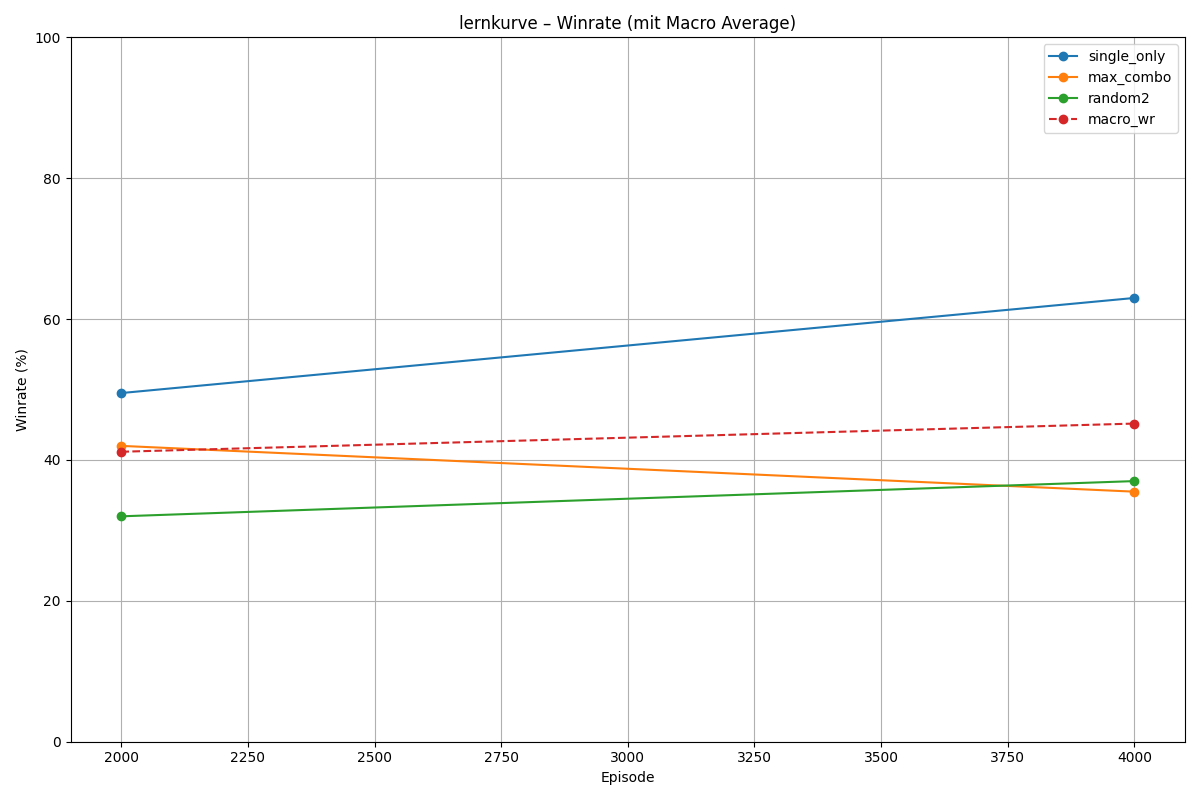 lernkurve – Winrate (mit Macro Average)
100
80
60
40
20
0
Winrate (%)
single_only
max_combo
random2
macro_wr
2000 2250 2500 2750 3000 3250 3500 3750 4000
Episode